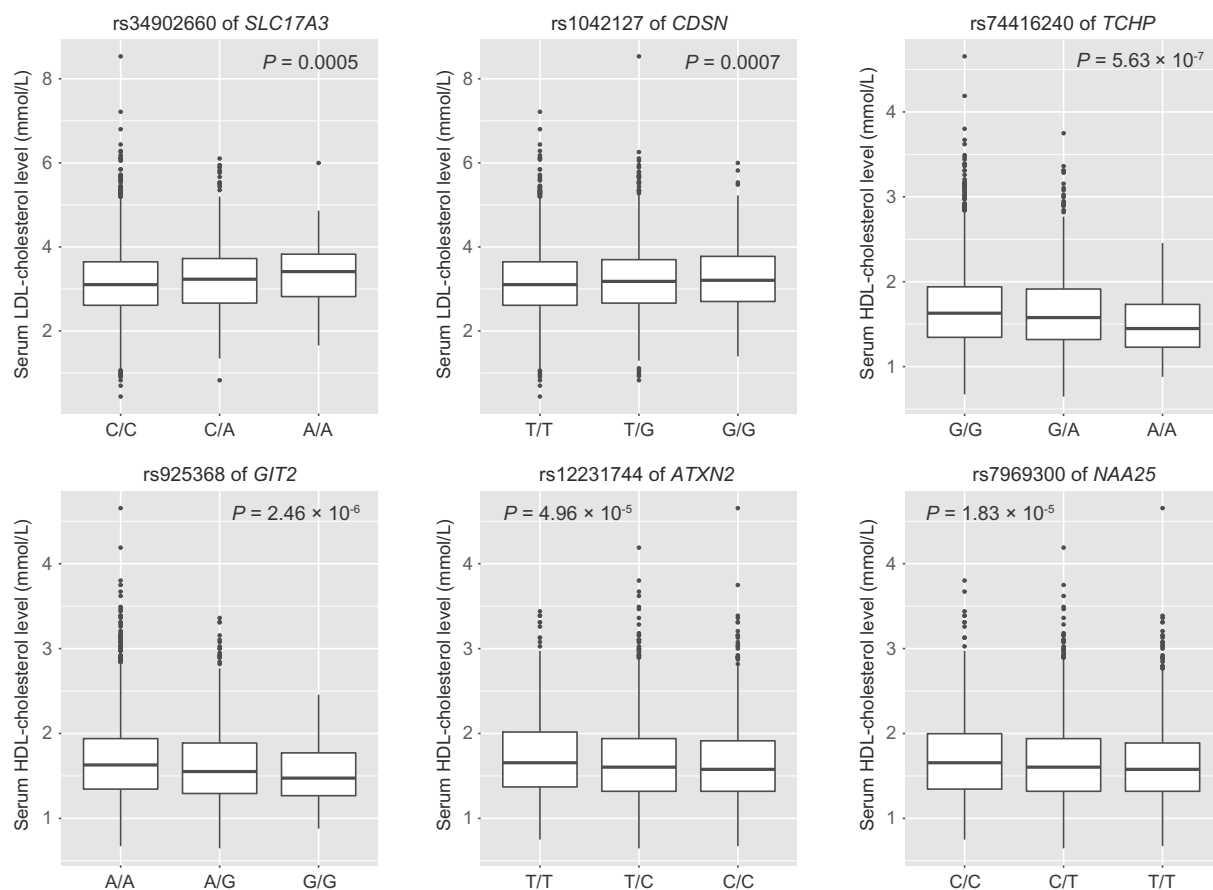 rs34902660 of SLC17A3
P = 0.0005
Serum LDL-cholesterol level (mmol/L)
8
6
4
2
C/C C/A A/A
rs1042127 of CDSN
P = 0.0007
Serum LDL-cholesterol level (mmol/L)
8
6
4
2
T/T T/G G/G
rs74416240 of TCHP
P = 5.63 × 10⁻⁷
Serum HDL-cholesterol level (mmol/L)
4
3
2
1
G/G G/A A/A
rs925368 of GIT2
P = 2.46 × 10⁻⁶
Serum HDL-cholesterol level (mmol/L)
4
3
2
1
A/A A/G G/G
rs12231744 of ATXN2
P = 4.96 × 10⁻⁵
Serum HDL-cholesterol level (mmol/L)
4
3
2
1
T/T T/C C/C
rs7969300 of NAA25
P = 1.83 × 10⁻⁵
Serum HDL-cholesterol level (mmol/L)
4
3
2
1
C/C C/T T/T